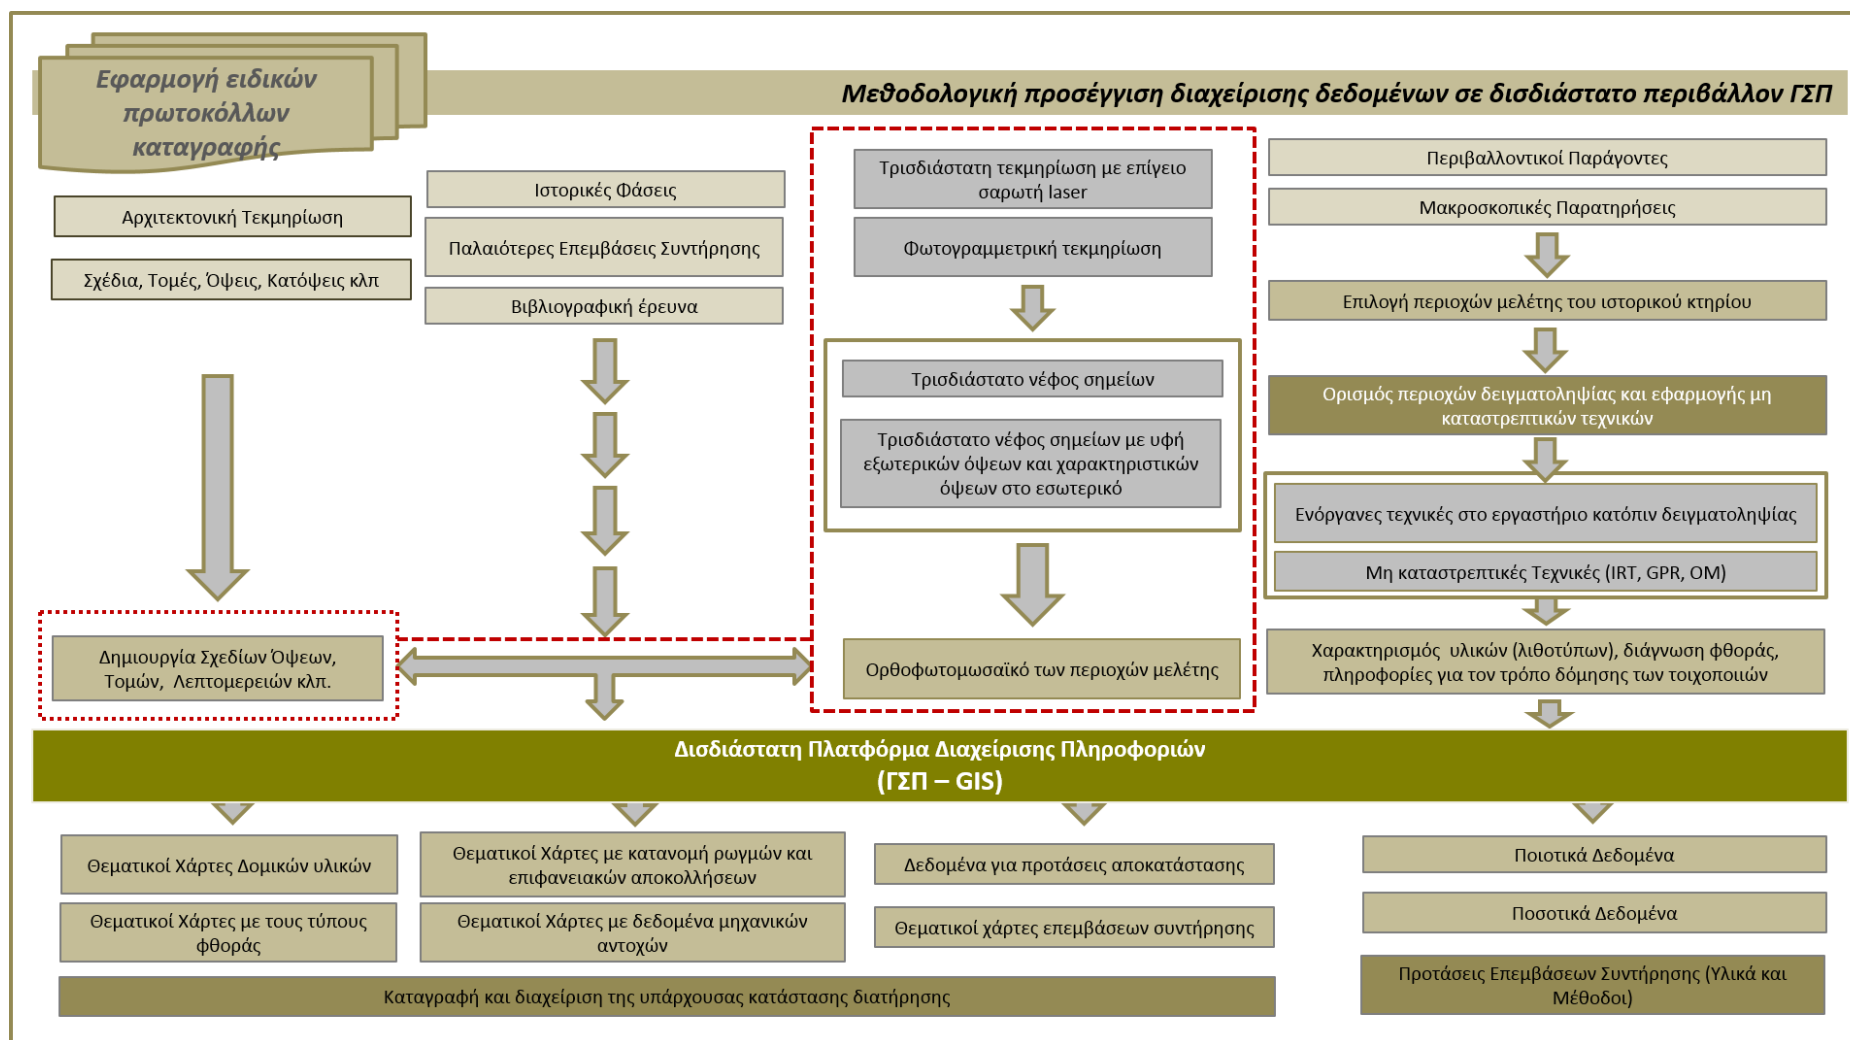 Εφαρμογή ειδικών
πρωτοκόλλων
καταγραφής
Μεθοδολογική προσέγγιση διαχείρισης δεδομένων σε δισδιάστατο περιβάλλον ΓΣΠ
Αρχιτεκτονική Τεκμηρίωση
Σχέδια, Τομές, Όψεις, Κατόψεις κλπ
Ιστορικές Φάσεις
Παλαιότερες Επεμβάσεις Συντήρησης
Βιβλιογραφική έρευνα
Τρισδιάστατη τεκμηρίωση με επίγειο
σαρωτή laser
Φωτογραμμετρική τεκμηρίωση
Τρισδιάστατο νέφος σημείων
Τρισδιάστατο νέφος σημείων με υφή
εξωτερικών όψεων και χαρακτηριστικών
όψεων στο εσωτερικό
Περιβαλλοντικοί Παράγοντες
Μακροσκοπικές Παρατηρήσεις
Επιλογή περιοχών μελέτης του ιστορικού κτηρίου
Ορισμός περιοχών δειγματοληψίας και εφαρμογής μη
καταστρεπτικών τεχνικών
Ενόργανες τεχνικές στο εργαστήριο κατόπιν δειγματοληψίας
Μη καταστρεπτικές Τεχνικές (IRT, GPR, OM)
Δημιουργία Σχεδίων Όψεων,
Τομών, Λεπτομερειών κλπ.
Ορθοφωτομωσαϊκό των περιοχών μελέτης
Χαρακτηρισμός υλικών (λιθοτύπων), διάγνωση φθοράς,
πληροφορίες για τον τρόπο δόμησης των τοιχοποιιών
Δισδιάστατη Πλατφόρμα Διαχείρισης Πληροφοριών
(ΓΣΠ – GIS)
Θεματικοί Χάρτες Δομικών υλικών
Θεματικοί Χάρτες με τους τύπους
φθοράς
Θεματικοί Χάρτες με κατανομή ρωγμών και
επιφανειακών αποκολλήσεων
Θεματικοί Χάρτες με δεδομένα μηχανικών
αντοχών
Δεδομένα για προτάσεις αποκατάστασης
Θεματικοί χάρτες επεμβάσεων συντήρησης
Καταγραφή και διαχείριση της υπάρχουσας κατάστασης διατήρησης
Ποιοτικά Δεδομένα
Ποσοτικά Δεδομένα
Προτάσεις Επεμβάσεων Συντήρησης (Υλικά και
Μέθοδοι)